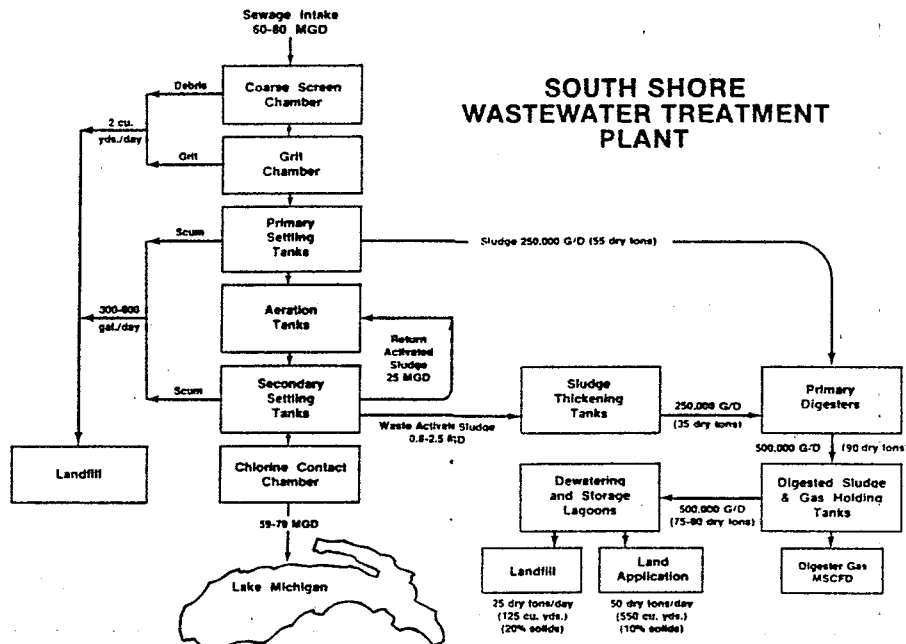 Sewage Intake
60-80 MGD
SOUTH SHORE
WASTEWATER TREATMENT
PLANT
Debris
Coarse Screen
Chamber
2 cu.
yds./day
Grit
Grit
Chamber
Scum
Primary
Settling
Tanks
Sludge 250,000 G/D (55 dry tons)
300-600
gal./day
Aeration
Tanks
Return
Activated
Sludge
25 MGD
Scum
Secondary
Settling
Tanks
Waste Activate Sludge
Sludge
Thickening
Tanks
250,000 G/D
(35 dry tons)
Primary
Digesters
500,000 G/D (90 dry tons
Landfill
Chlorine Contact
Chamber
Dewatering
and Storage
Lagoons
500,000 G/D
(75-80 dry tons)
Digested Sludge
& Gas Holding
Tanks
59-79 MGD
Lake Michigan
Landfill
Land
Application
Digester Gas
MSCFD
25 dry tons/day
(125 cu. yds.)
(20% solids)
50 dry tons/day
(550 cu. yds.)
(10% solids)